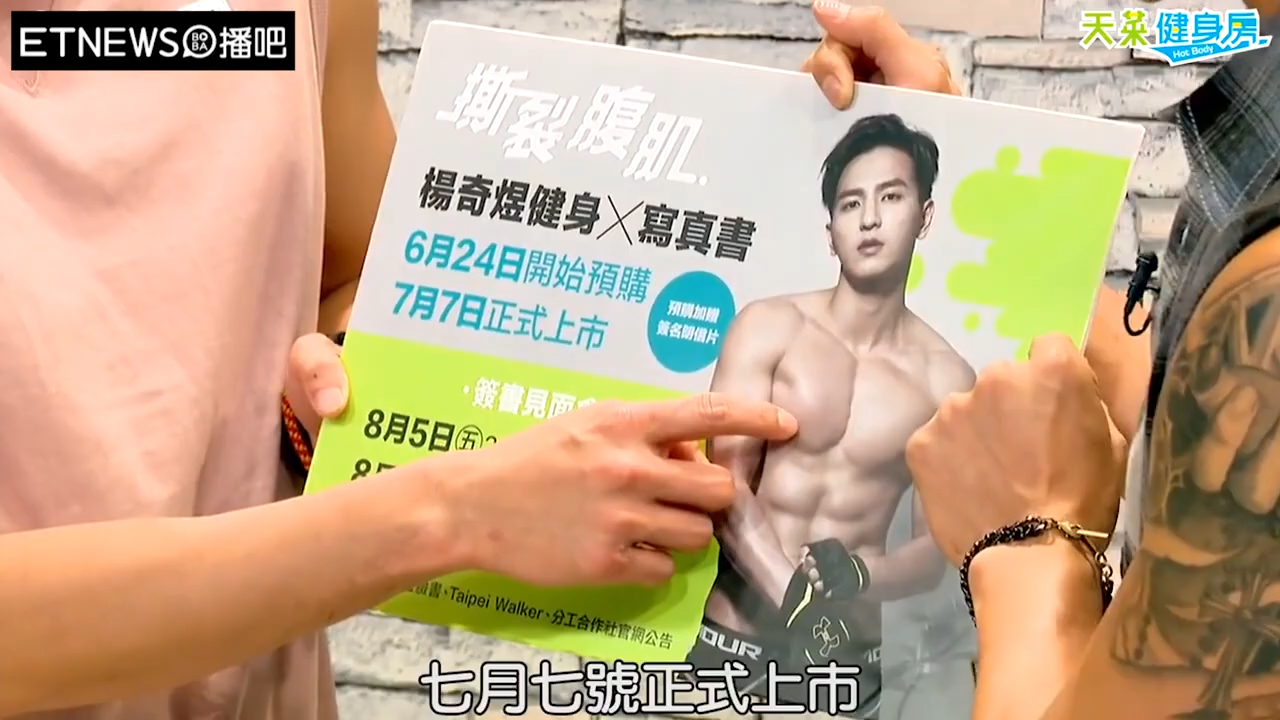 ETNEWS BOBA 播吧
天菜健身房
Hot Body
撕裂腹肌.
楊奇煜健身╳寫真書
6月24日開始預購
7月7日正式上市
預購加贈
簽名明信片
·簽書見面
8月5日㊄
Taipei Walker、分工合作社官網公告
七月七號正式上市